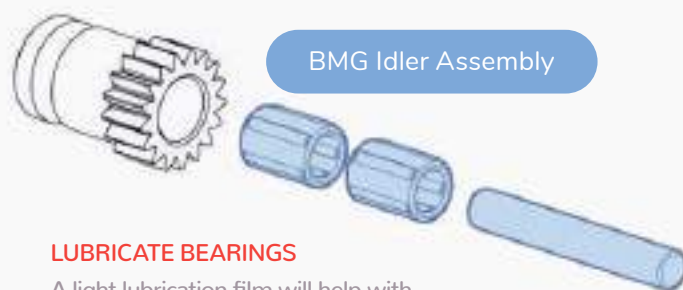 BMG Idler Assembly
LUBRICATE BEARINGS
A light lubrication film will help with